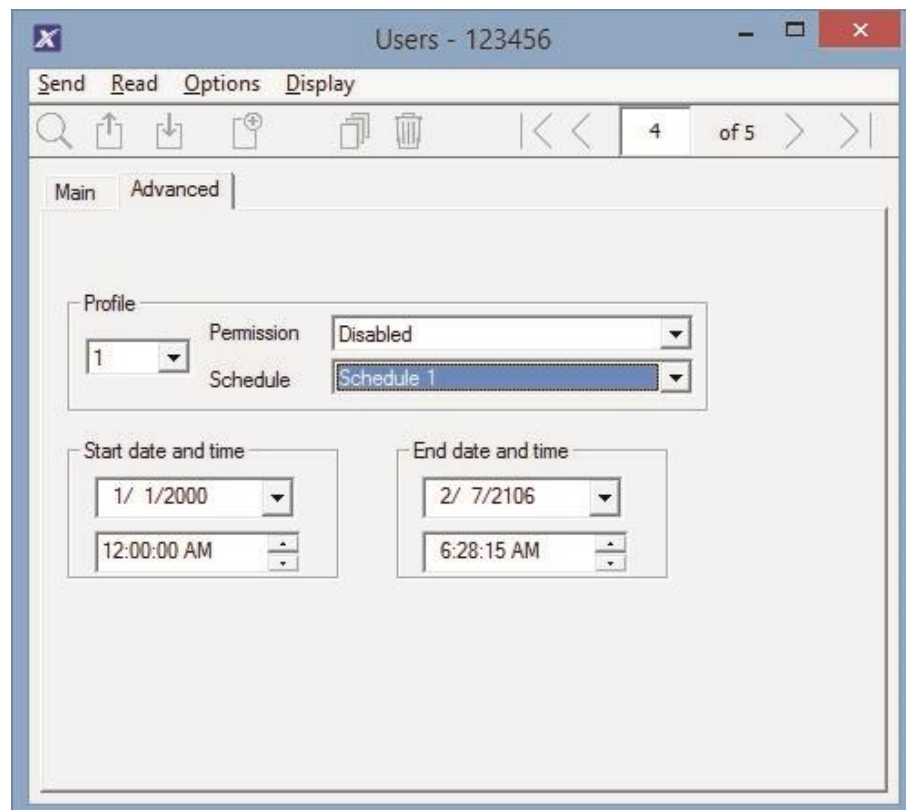 X
Users - 123456
Send Read Options Display
4 of 5
Main Advanced
Profile
1
Permission Disabled
Schedule Schedule 1
Start date and time
1/ 1/2000
12:00:00 AM
End date and time
2/ 7/2106
6:28:15 AM